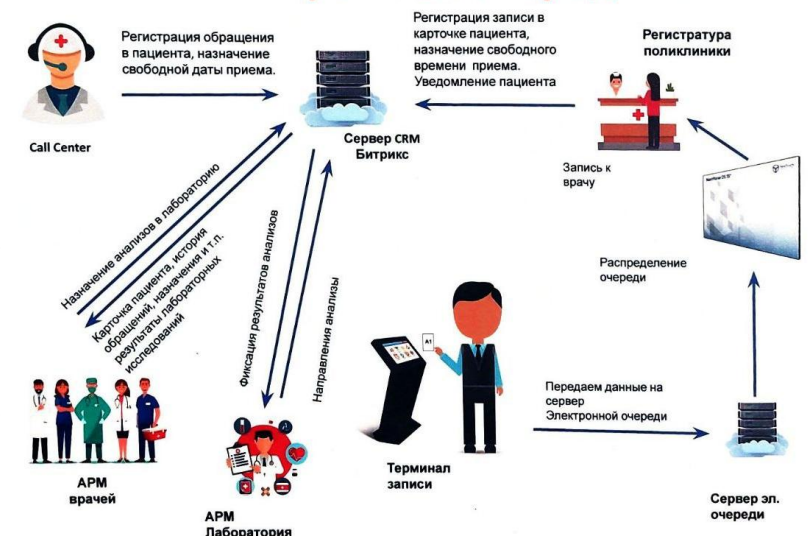 Регистрация обращения
в пациента, назначение
свободной даты приема.
Call Center
Сервер CRM
Битрикс
Регистрация записи в
карточке пациента,
назначение свободного
времени приема.
Уведомление пациента
Регистратура
поликлиники
Запись к
врачу
Распределение
очереди
Назначение анализов в лабораторию
Карточка пациента, история
обращений, назначения и т.п.
результаты лабораторных
исследований
Фиксация результатов анализов
Направления анализы
A1
Передаем данные на
сервер
Электронной очереди
АРМ
врачей
АРМ
Лаборатория
Терминал
записи
Сервер эл.
очереди